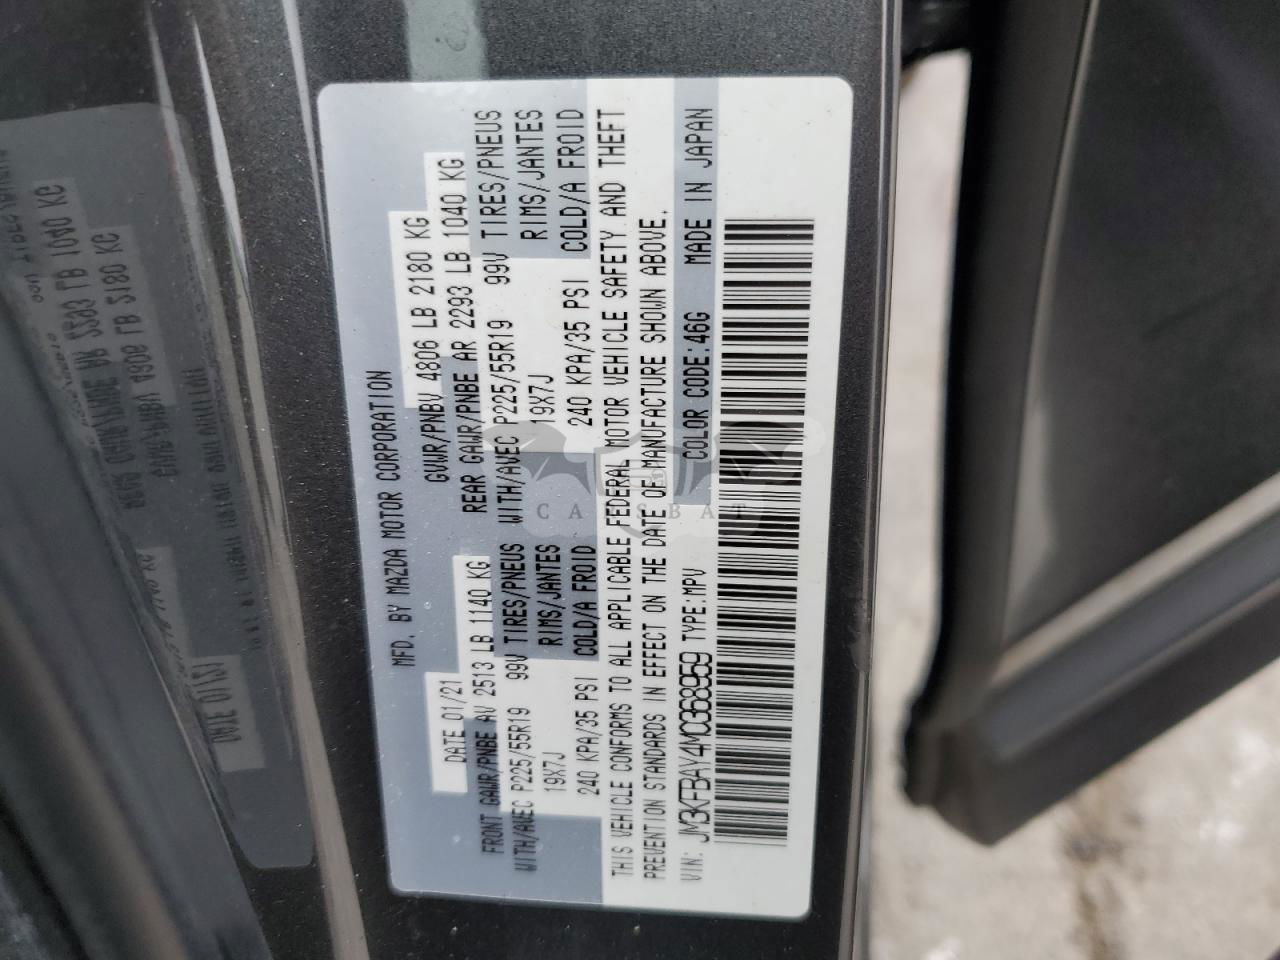 MFD. BY MAZDA MOTOR CORPORATION
DATE 01/21 GVWR/PNBV 4806 LB 2180 KG
FRONT GAWR/PNBE AV 2513 LB 1140 KG REAR GAWR/PNBE AR 2293 LB 1040 KG
WITH/AVEC P225/55R19 99V TIRES/PNEUS WITH/AVEC P225/55R19 99V TIRES/PNEUS
19X7J RIMS/JANTES 19X7J RIMS/JANTES
240 KPA/35 PSI COLD/A FROID 240 KPA/35 PSI COLD/A FROID
THIS VEHICLE CONFORMS TO ALL APPLICABLE FEDERAL MOTOR VEHICLE SAFETY AND THEFT
PREVENTION STANDARDS IN EFFECT ON THE DATE OF MANUFACTURE SHOWN ABOVE.
VIN: JM3KFBAY4M0368959 TYPE:MPV COLOR CODE:46G MADE IN JAPAN
CARSBAT